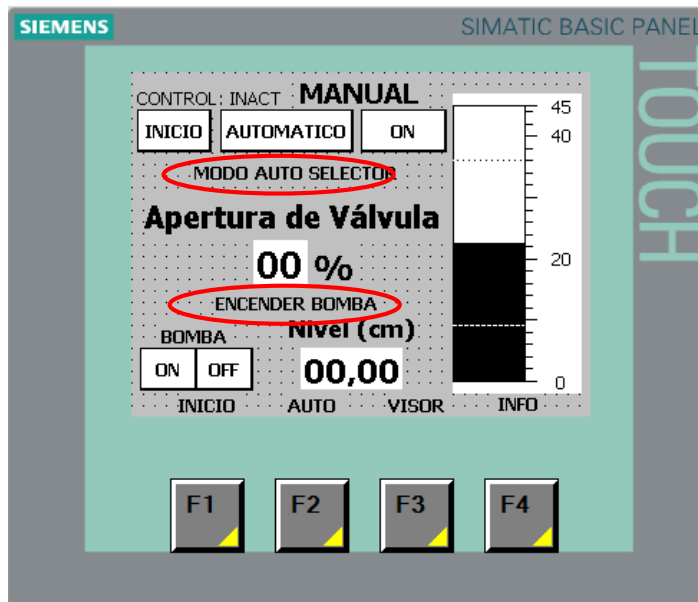 SIEMENS
SIMATIC BASIC PANEL
TOUCH
CONTROL: INACT MANUAL
INICIO AUTOMATICO ON
MODO AUTO SELECTOR
Apertura de Válvula
00 %
ENCENDER BOMBA
BOMBA Nivel (cm)
ON OFF 00,00
45
40
20
0
INICIO AUTO VISOR INFO
F1 F2 F3 F4